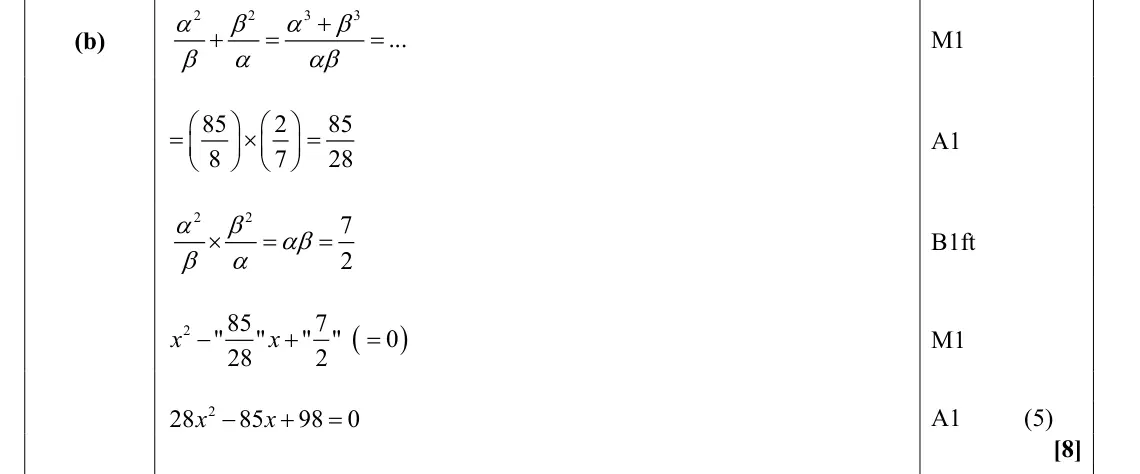 (b) α²/β + β²/α = (α³ + β³)/αβ = ... M1
= (85/8) × (2/7) = 85/28 A1
α²/β × β²/α = αβ = 7/2 B1ft
x² − "85/28" x + "7/2" (= 0) M1
28x² − 85x + 98 = 0 A1 (5)
[8]